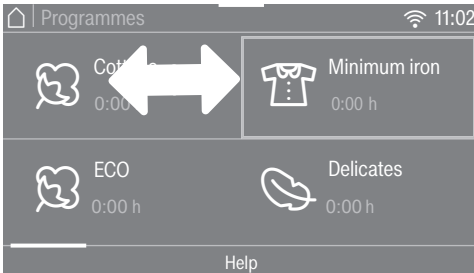 Programmes 11:02
Minimum iron
0:00 h
ECO
0:00 h
Delicates
0:00 h
Help